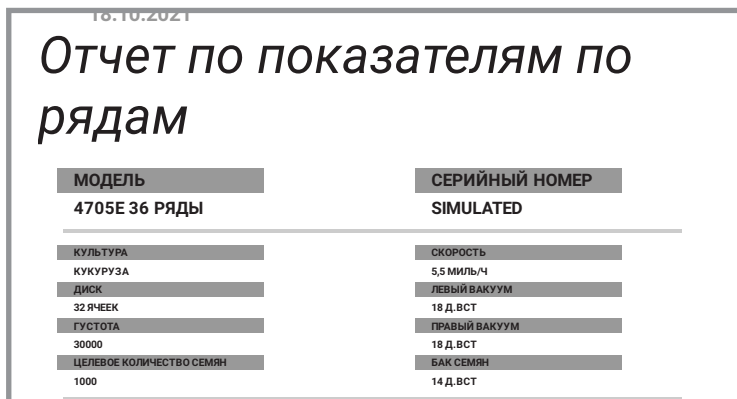 18.10.2021
Отчет по показателям по
рядам
МОДЕЛЬ
СЕРИЙНЫЙ НОМЕР
4705E 36 РЯДЫ
SIMULATED
КУЛЬТУРА
СКОРОСТЬ
КУКУРУЗА
5,5 МИЛЬ/Ч
ДИСК
ЛЕВЫЙ ВАКУУМ
32 ЯЧЕЕК
18 Д.ВСТ
ГУСТОТА
ПРАВЫЙ ВАКУУМ
30000
18 Д.ВСТ
ЦЕЛЕВОЕ КОЛИЧЕСТВО СЕМЯН
БАК СЕМЯН
1000
14 Д.ВСТ